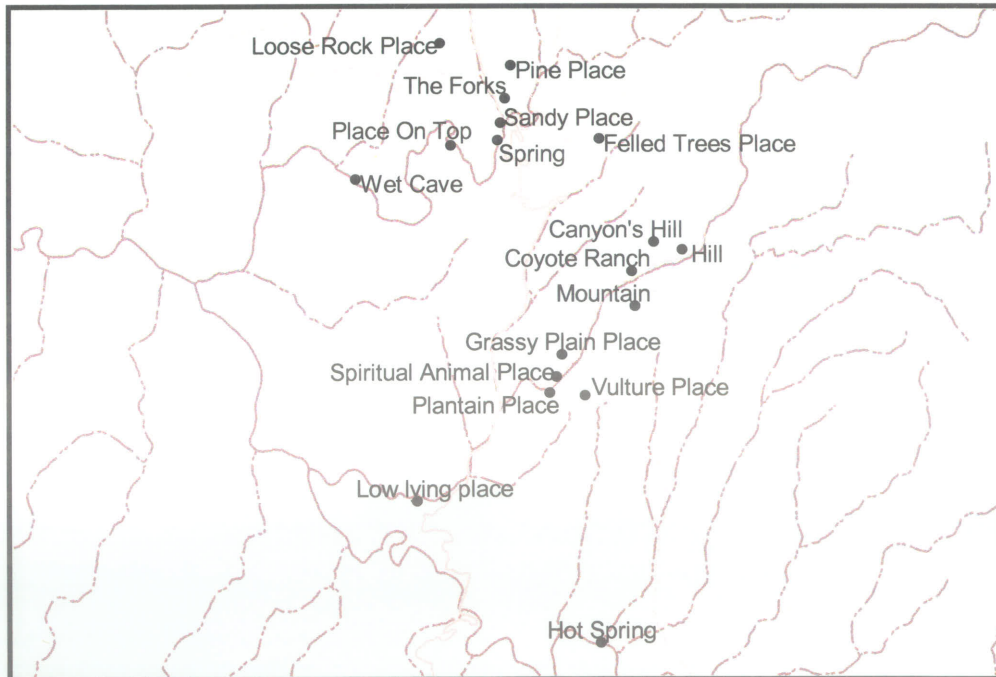 Loose Rock Place
Pine Place
The Forks
Sandy Place
Place On Top
Spring
Felled Trees Place
Wet Cave
Canyon's Hill
Hill
Coyote Ranch
Mountain
Grassy Plain Place
Spiritual Animal Place
Vulture Place
Plantain Place
Low lying place
Hot Spring